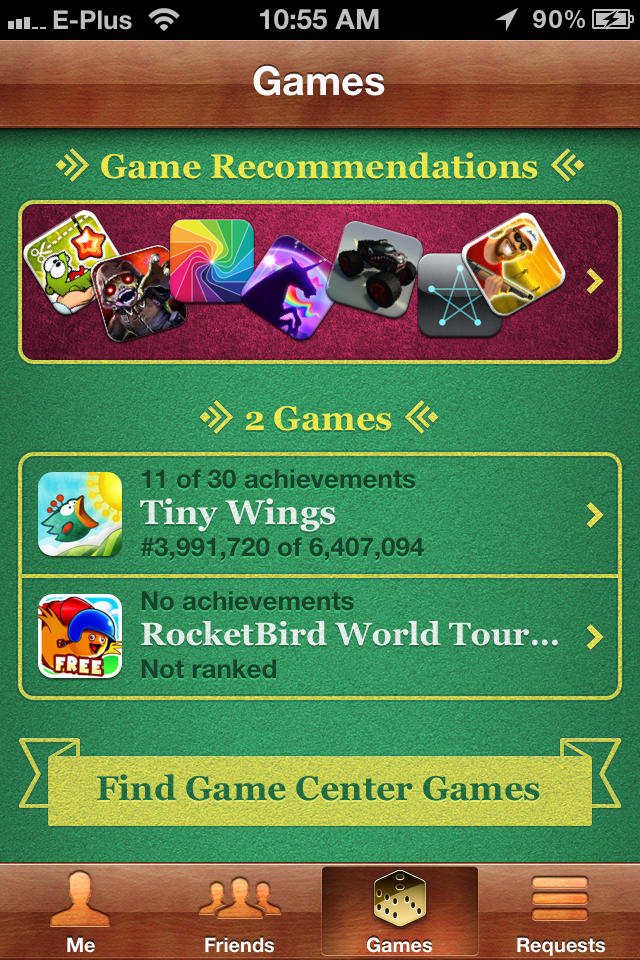 E-Plus 10:55 AM 90%
Games
Game Recommendations
2 Games
11 of 30 achievements
Tiny Wings
#3,991,720 of 6,407,094
No achievements
RocketBird World Tour...
Not ranked
FREE
Find Game Center Games
Me Friends Games Requests